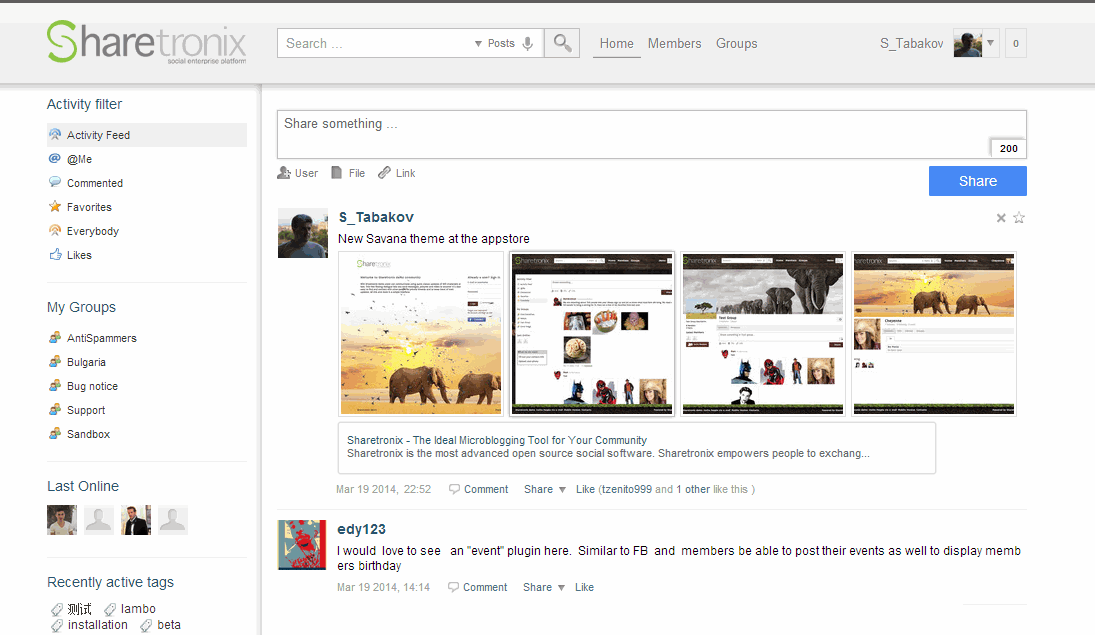 Sharetronix
social enterprise platform
Search ...
Posts
Home Members Groups
S_Tabakov
0
Activity filter
Activity Feed
@Me
Commented
Favorites
Everybody
Likes
My Groups
AntiSpammers
Bulgaria
Bug notice
Support
Sandbox
Last Online
Recently active tags
测试 lambo
installation beta
Share something ...
200
User File Link
Share
S_Tabakov
New Savana theme at the appstore
Sharetronix - The Ideal Microblogging Tool for Your Community
Sharetronix is the most advanced open source social software. Sharetronix empowers people to exchang...
Mar 19 2014, 22:52 Comment Share Like (tzenito999 and 1 other like this )
edy123
I would love to see an "event" plugin here. Similar to FB and members be able to post their events as well to display memb
ers birthday
Mar 19 2014, 14:14 Comment Share Like